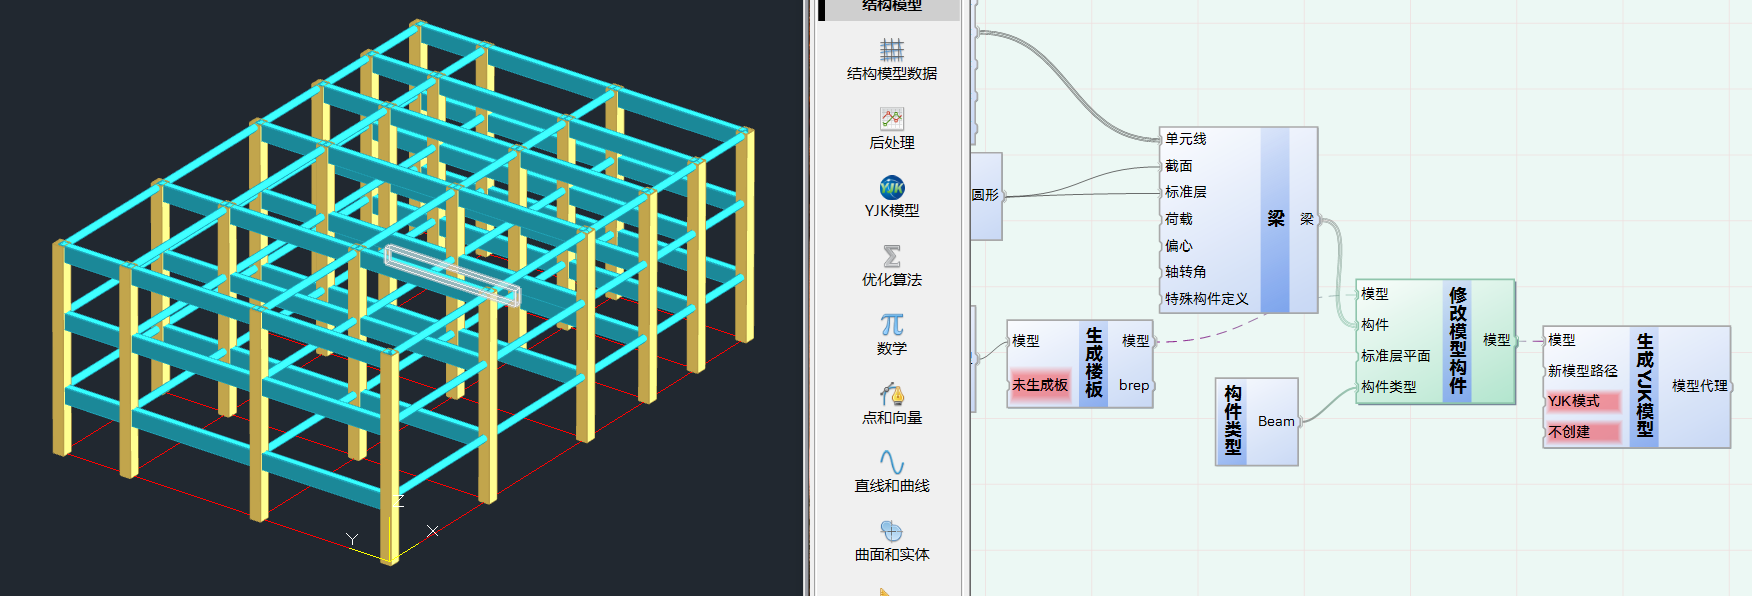 结构模型
结构模型数据
后处理
YJK
YJK模型
优化算法
数学
点和向量
直线和曲线
曲面和实体
Z
Y
X
圆形
单元线
截面
标准层
荷载
偏心
轴转角
特殊构件定义
梁
梁
模型
未生成板
生成楼板
模型
brep
构件类型
Beam
模型
构件
标准层平面
构件类型
修改模型构件
模型
模型
新模型路径
YJK模式
不创建
生成YJK模型
模型代理